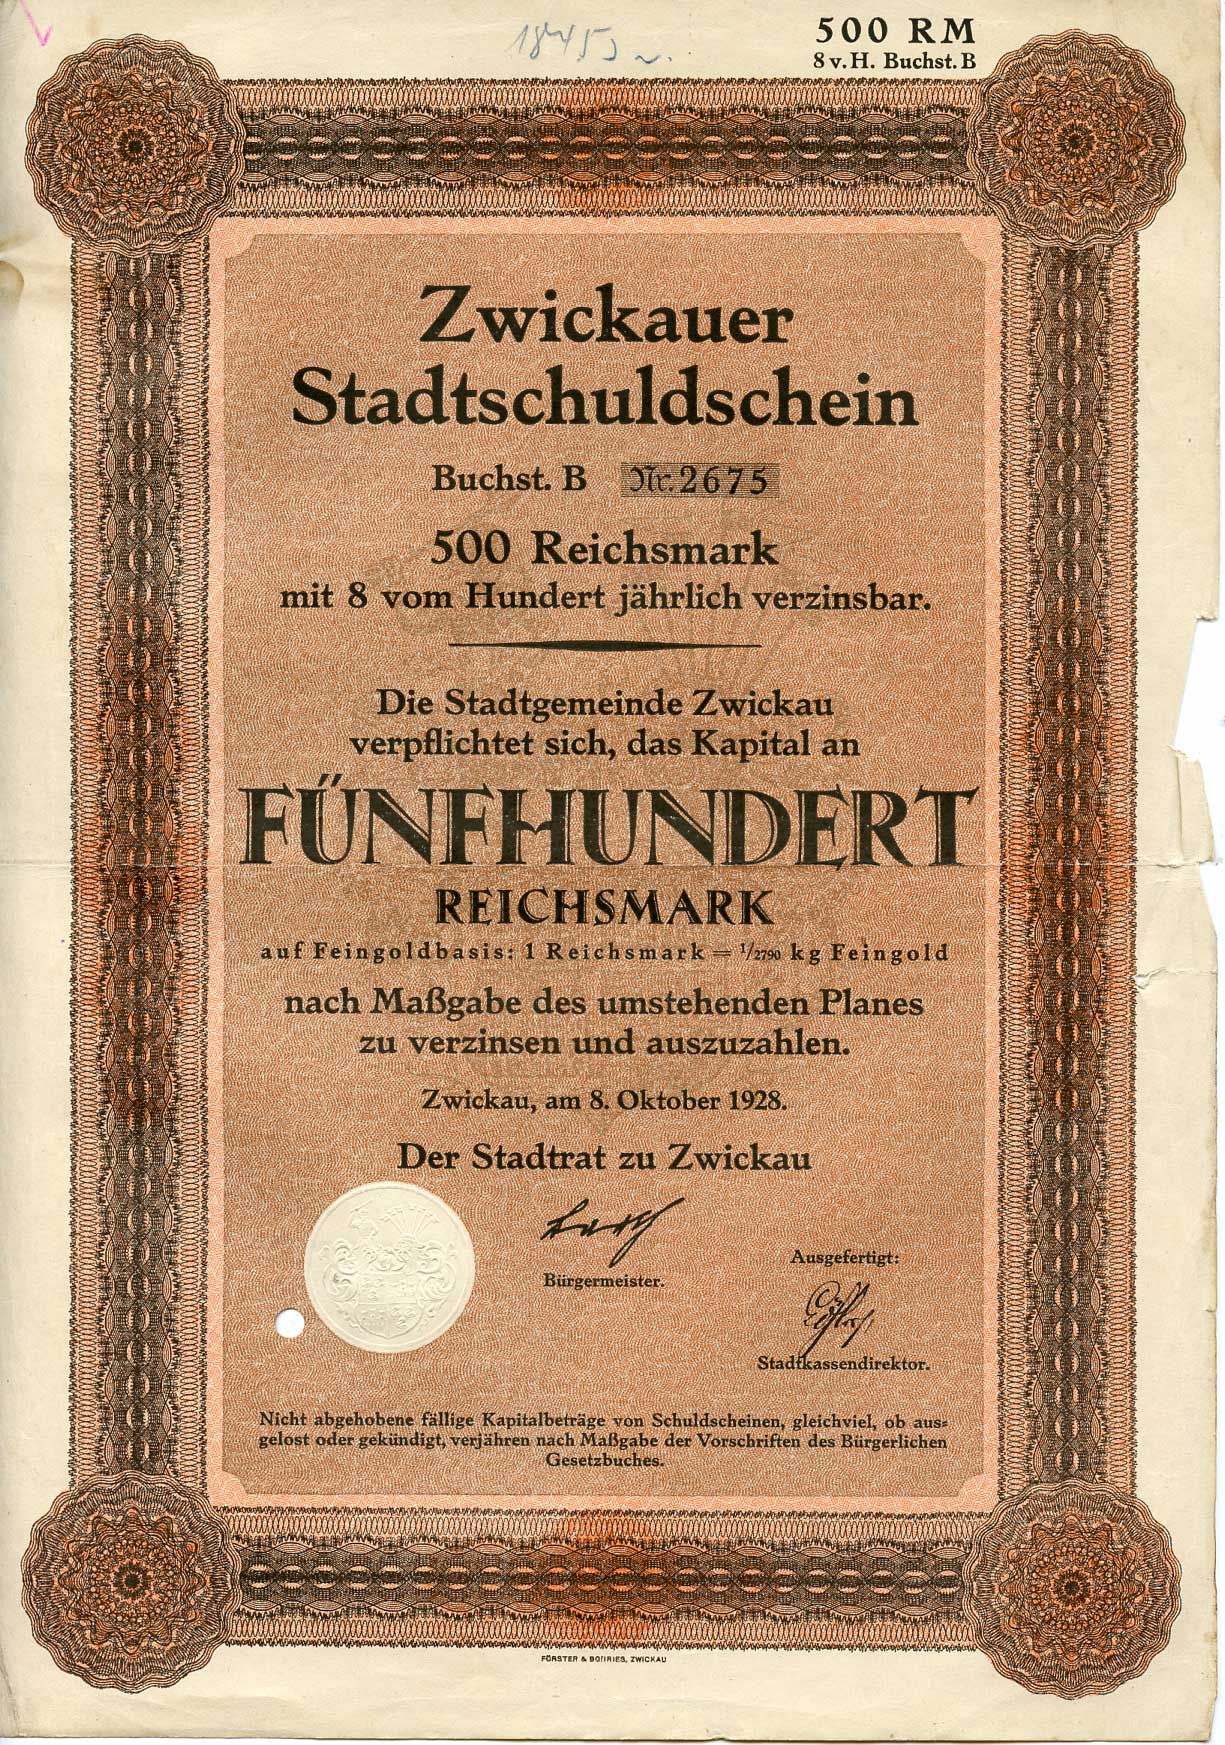 500 RM
8 v. H. Buchst. B
Zwickauer
Stadtschuldschein
Buchst. B Nr. 2675
500 Reichsmark
mit 8 vom Hundert jährlich verzinsbar.
Die Stadtgemeinde Zwickau
verpflichtet sich, das Kapital an
FÜNFHUNDERT
REICHSMARK
auf Feingoldbasis: 1 Reichsmark = 1/2790 kg Feingold
nach Maßgabe des umstehenden Planes
zu verzinsen und auszuzahlen.
Zwickau, am 8. Oktober 1928.
Der Stadtrat zu Zwickau
Bürgermeister.
Ausgefertigt:
Stadtkassendirektor.
Nicht abgehobene fällige Kapitalbeträge von Schuldscheinen, gleichviel, ob aus=
gelost oder gekündigt, verjähren nach Maßgabe der Vorschriften des Bürgerlichen
Gesetzbuches.
FÖRSTER & BORRIES, ZWICKAU